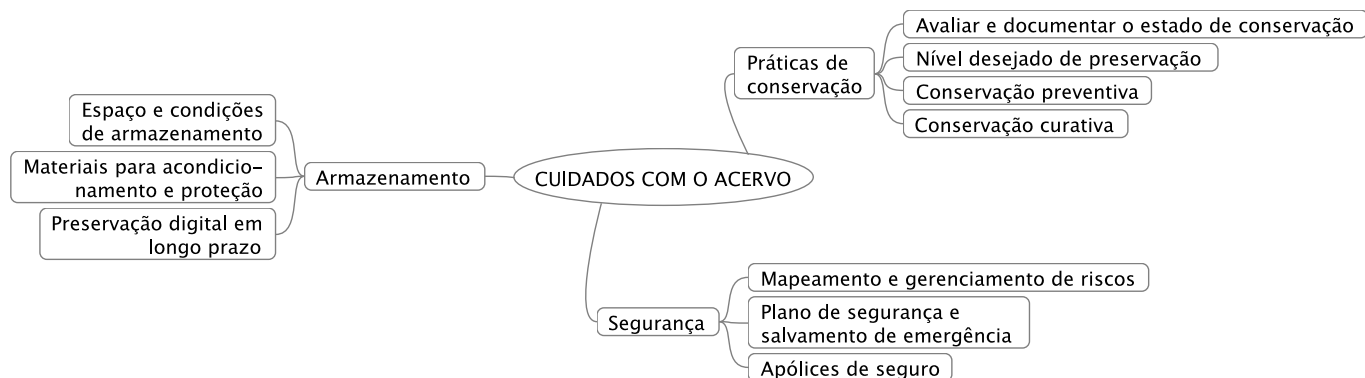 CUIDADOS COM O ACERVO
Práticas de
conservação
Avaliar e documentar o estado de conservação
Nível desejado de preservação
Conservação preventiva
Conservação curativa
Armazenamento
Espaço e condições
de armazenamento
Materiais para acondicio-
namento e proteção
Preservação digital em
longo prazo
Segurança
Mapeamento e gerenciamento de riscos
Plano de segurança e
salvamento de emergência
Apólices de seguro